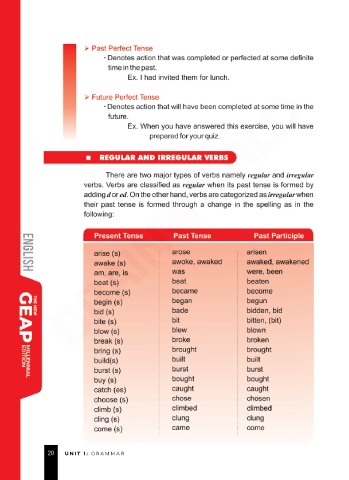 ➢ Past Perfect Tense
• Denotes action that was completed or perfected at some definite
time in the past.
Ex. I had invited them for lunch.
➢ Future Perfect Tense
• Denotes action that will have been completed at some time in the
future.
Ex. When you have answered this exercise, you will have
prepared for your quiz.
■ REGULAR AND IRREGULAR VERBS
There are two major types of verbs namely regular and irregular
verbs. Verbs are classified as regular when its past tense is formed by
adding d or ed. On the other hand, verbs are categorized as irregular when
their past tense is formed through a change in the spelling as in the
following:
Present Tense Past Tense Past Participle
arise (s) arose arisen
awake (s) awoke, awaked awaked, awakened
am, are, is was were, been
beat (s) beat beaten
become (s) became become
begin (s) began begun
bid (s) bade bidden, bid
bite (s) bit bitten, (bit)
blow (s) blew blown
break (s) broke broken
bring (s) brought brought
build(s) built built
burst (s) burst burst
buy (s) bought bought
catch (es) caught caught
choose (s) chose chosen
climb (s) climbed climbed
cling (s) clung clung
come (s) came come
ENGLISH
THE NEW
GEAP
MILLENNIAL
EDITION
20 UNIT I: GRAMMAR